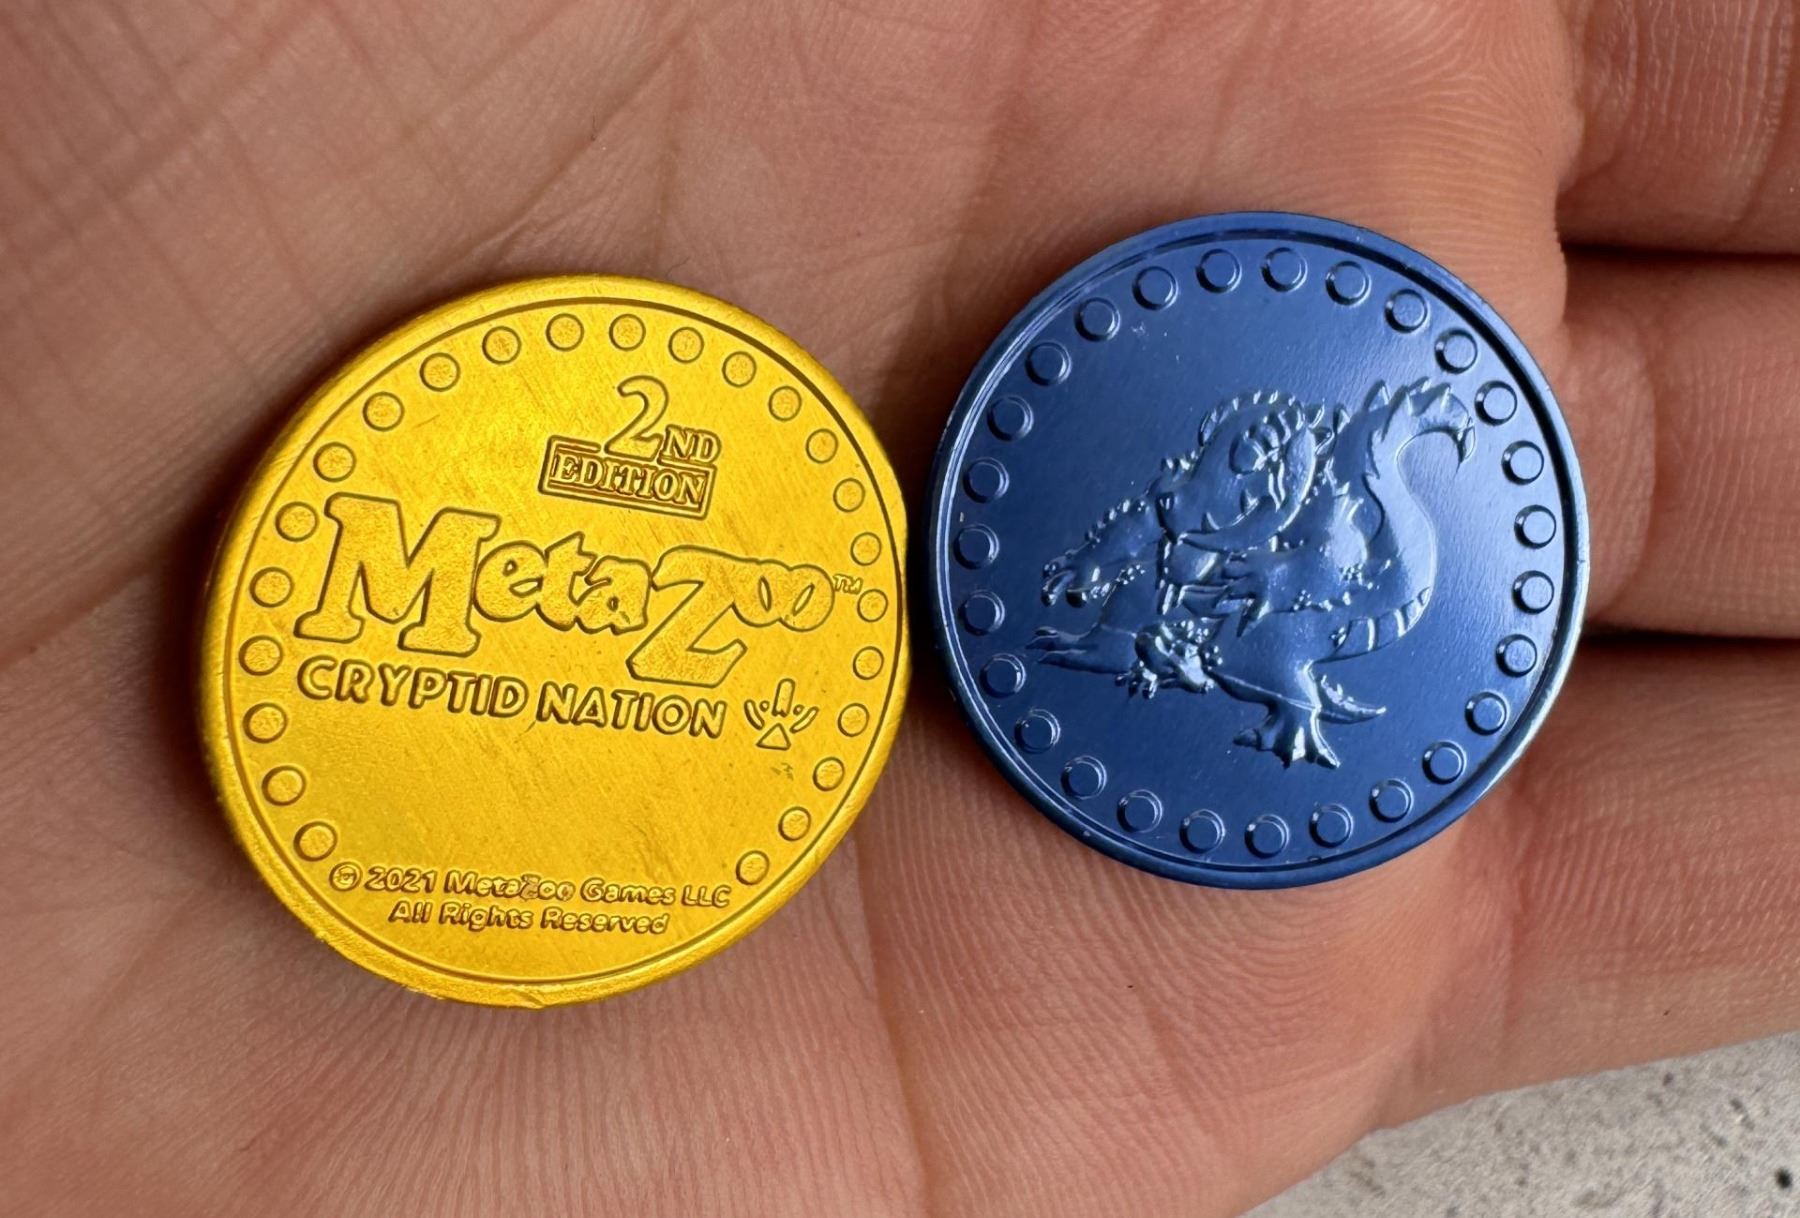 2ND
EDITION
MetaZoo™
CRYPTID NATION
© 2021 MetaZoo Games LLC
All Rights Reserved